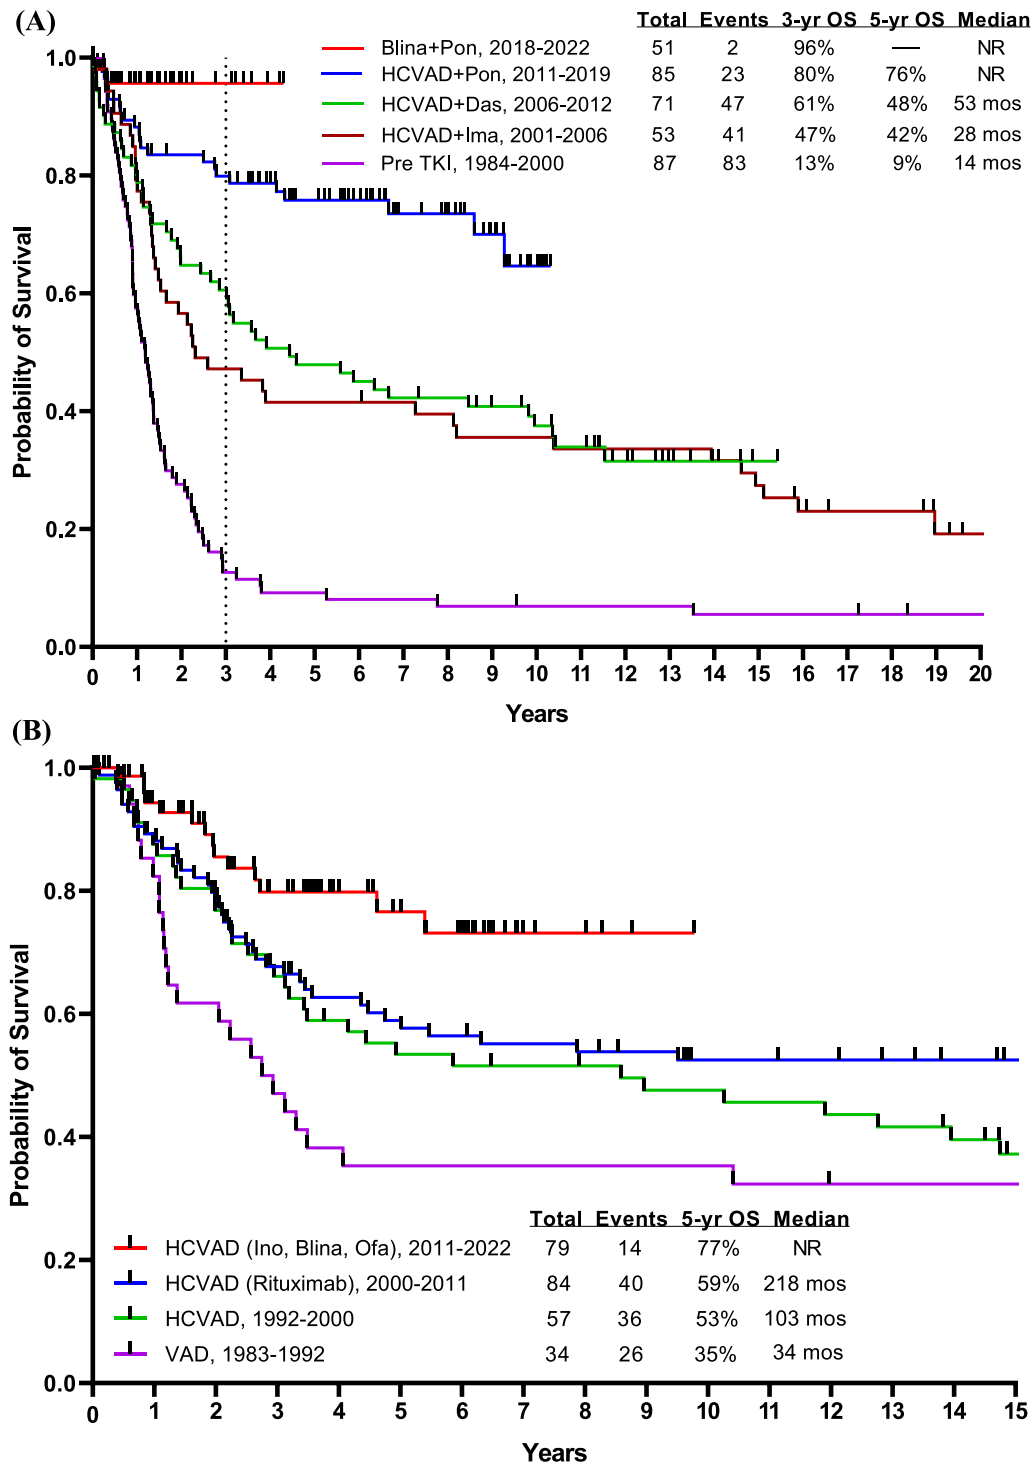 (A)
Total Events 3-yr OS 5-yr OS Median
Blina+Pon, 2018-2022 51 2 96% — NR
HCVAD+Pon, 2011-2019 85 23 80% 76% NR
HCVAD+Das, 2006-2012 71 47 61% 48% 53 mos
HCVAD+Ima, 2001-2006 53 41 47% 42% 28 mos
Pre TKI, 1984-2000 87 83 13% 9% 14 mos
Probability of Survival
1.0
0.8
0.6
0.4
0.2
0.0
0 1 2 3 4 5 6 7 8 9 10 11 12 13 14 15 16 17 18 19 20
Years
(B)
Probability of Survival
1.0
0.8
0.6
0.4
0.2
0.0
Total Events 5-yr OS Median
HCVAD (Ino, Blina, Ofa), 2011-2022 79 14 77% NR
HCVAD (Rituximab), 2000-2011 84 40 59% 218 mos
HCVAD, 1992-2000 57 36 53% 103 mos
VAD, 1983-1992 34 26 35% 34 mos
0 1 2 3 4 5 6 7 8 9 10 11 12 13 14 15
Years